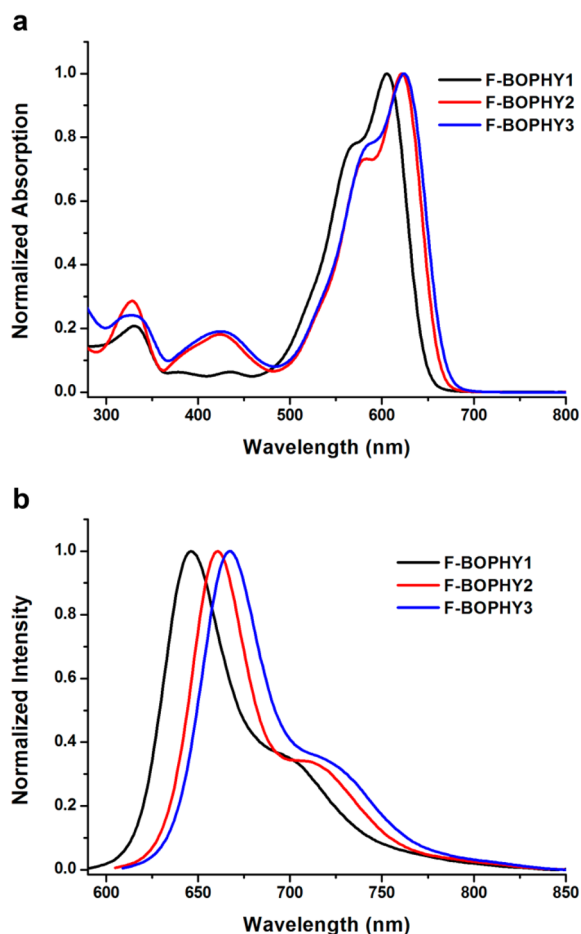 a
1.0
0.8
0.6
0.4
0.2
0.0
Normalized Absorption
F-BOPHY1
F-BOPHY2
F-BOPHY3
300 400 500 600 700 800
Wavelength (nm)
b
1.0
0.8
0.6
0.4
0.2
0.0
Normalized Intensity
F-BOPHY1
F-BOPHY2
F-BOPHY3
600 650 700 750 800 850
Wavelength (nm)